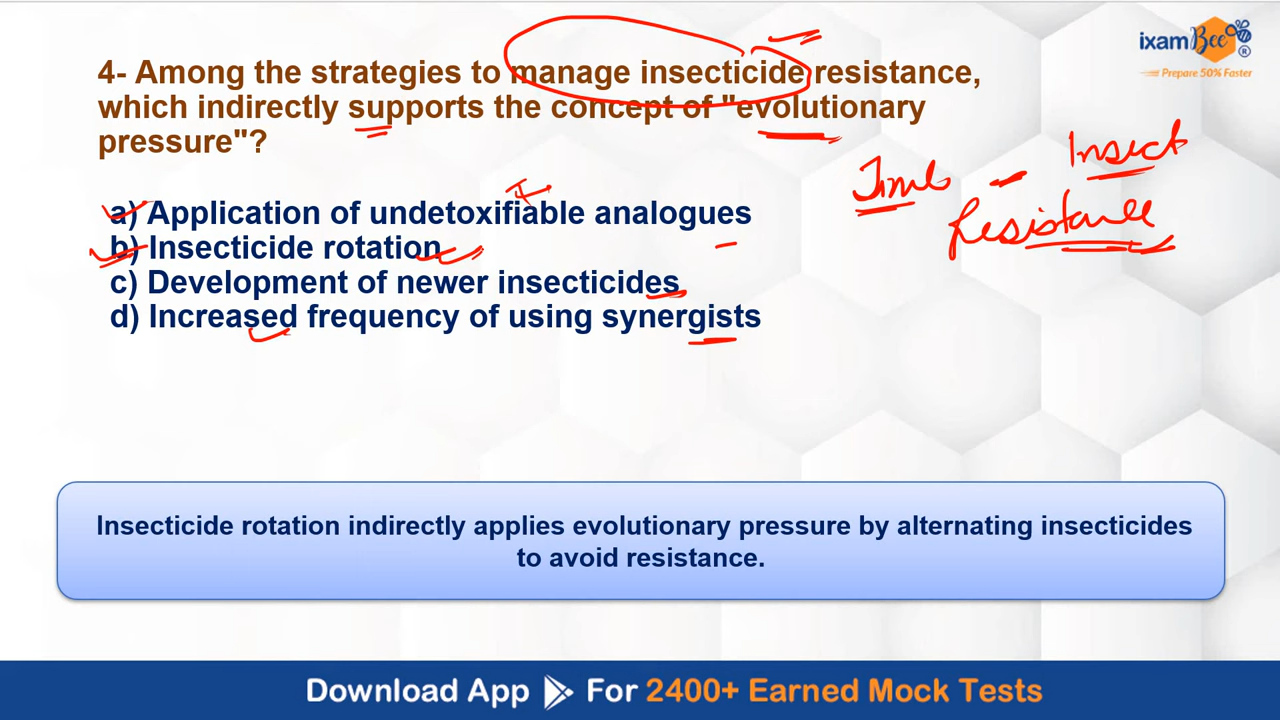 ixamBee®
Prepare 50% Faster
4- Among the strategies to manage insecticide resistance,
which indirectly supports the concept of "evolutionary
pressure"?
Time - Insect
Resistance
a) Application of undetoxifiable analogues
b) Insecticide rotation
c) Development of newer insecticides
d) Increased frequency of using synergists
Insecticide rotation indirectly applies evolutionary pressure by alternating insecticides
to avoid resistance.
Download App For 2400+ Earned Mock Tests